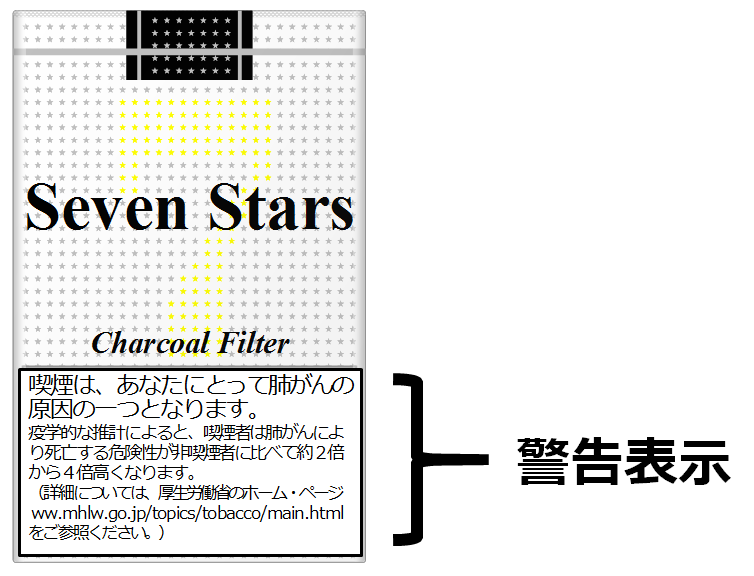 Seven Stars
Charcoal Filter
喫煙は、あなたにとって肺がんの
原因の一つとなります。
疫学的な推計によると、喫煙者は肺がんによ
り死亡する危険性が非喫煙者に比べて約２倍
から４倍高くなります。
（詳細については、厚生労働省のホーム・ページ
ww.mhlw.go.jp/topics/tobacco/main.html
をご参照ください。）
警告表示